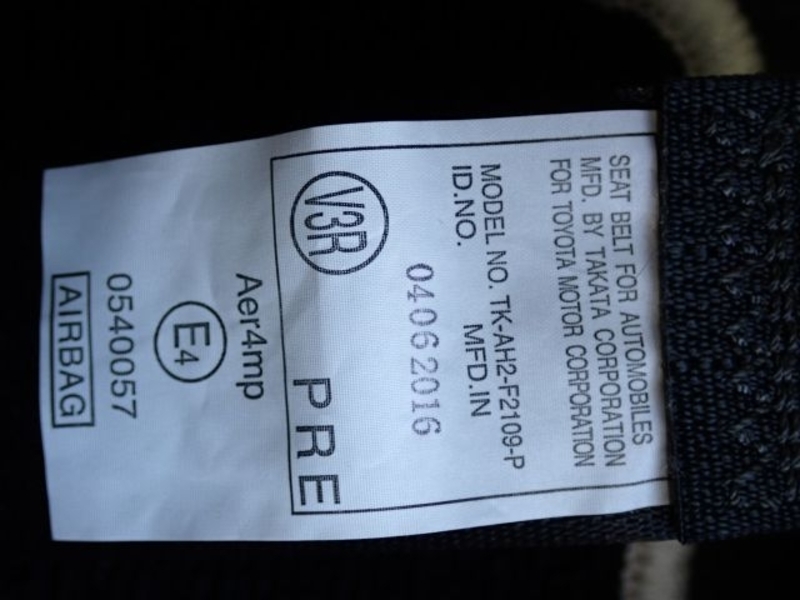 SEAT BELT FOR AUTOMOBILES
MFD. BY TAKATA CORPORATION
FOR TOYOTA MOTOR CORPORATION
MODEL NO. TK-AH2-F2109-P
ID.NO. MFD.IN
04062016
V3R PRE
Aer4mp
E4
0540057
AIRBAG